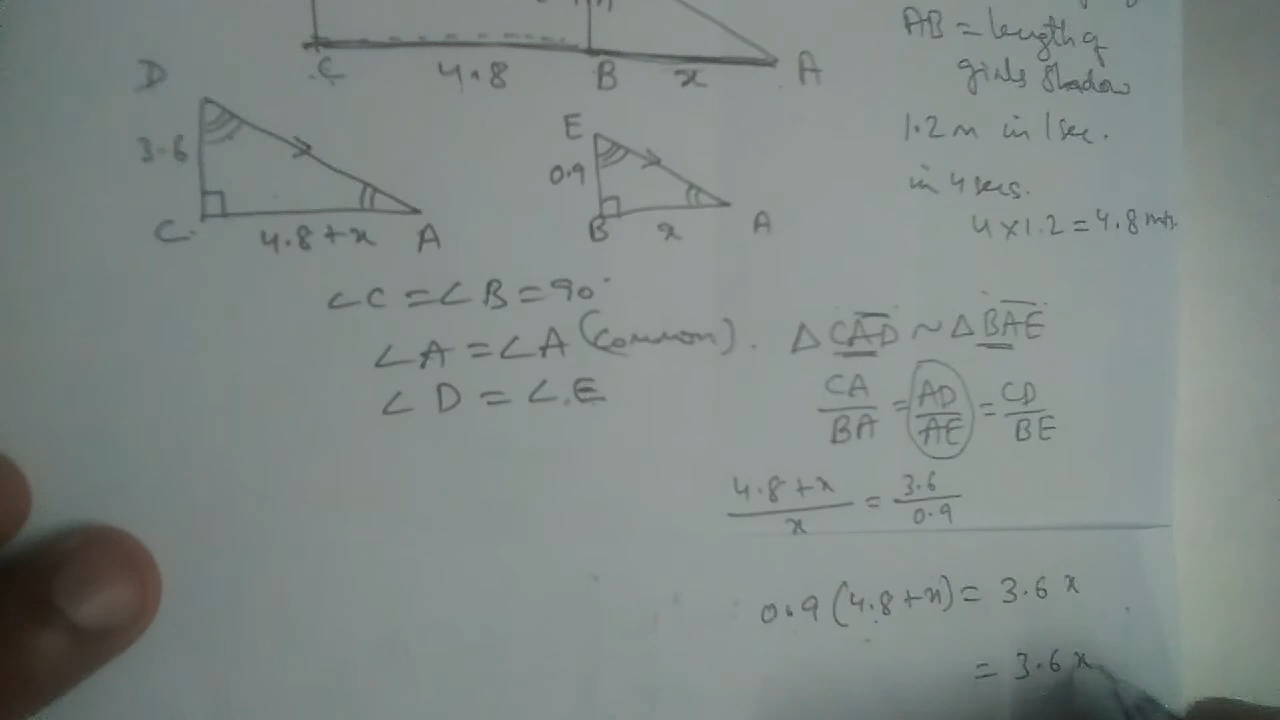 C 4.8 B x A
D
3.6
C 4.8+x A
E
0.9
B x A
AB = length of
girls shadow
1.2 m in 1 sec.
in 4 secs.
4 × 1.2 = 4.8 mts.
∠C = ∠B = 90°
∠A = ∠A (common).
∠D = ∠E
Δ CAD ~ Δ BAE
CA/BA = AD/AE = CD/BE
4.8+x/x = 3.6/0.9
0.9(4.8+x) = 3.6 x
= 3.6 x